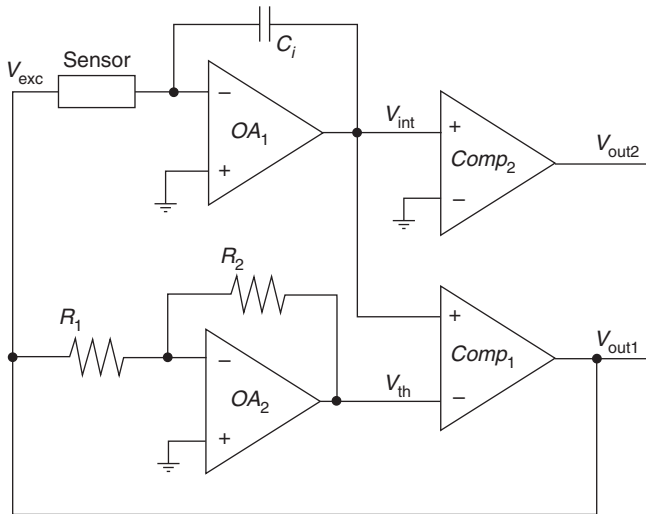 Sensor
C_i
V_exc
−
OA_1
+
V_int
+
Comp_2
−
V_out2
R_2
R_1
−
OA_2
+
V_th
+
Comp_1
−
V_out1